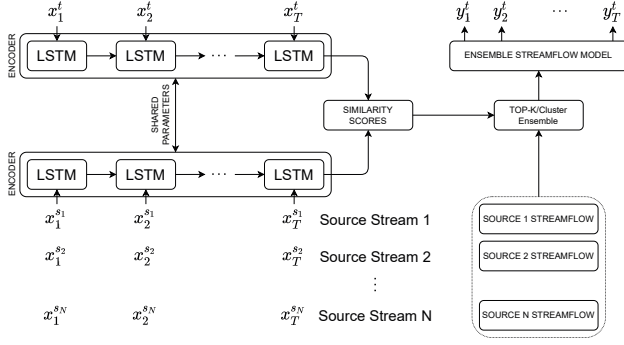 x_1^t x_2^t x_T^t
ENCODER
LSTM LSTM ··· LSTM
SHARED
PARAMETERS
ENCODER
LSTM LSTM ··· LSTM
x_1^{s_1} x_2^{s_1} x_T^{s_1} Source Stream 1
x_1^{s_2} x_2^{s_2} x_T^{s_2} Source Stream 2
⋮
x_1^{s_N} x_2^{s_N} x_T^{s_N} Source Stream N
SIMILARITY
SCORES
y_1^t y_2^t ··· y_T^t
ENSEMBLE STREAMFLOW MODEL
TOP-K/Cluster
Ensemble
SOURCE 1 STREAMFLOW
SOURCE 2 STREAMFLOW
SOURCE N STREAMFLOW